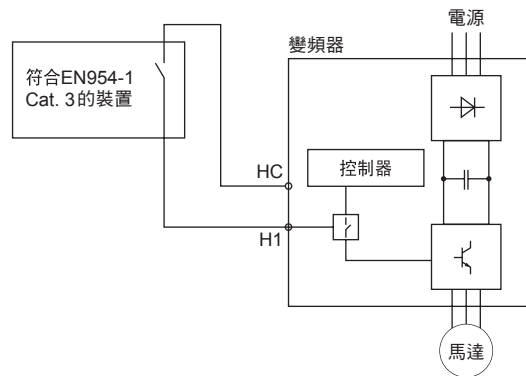 電源
變頻器
符合EN954-1
Cat. 3的裝置
控制器
HC
H1
馬達